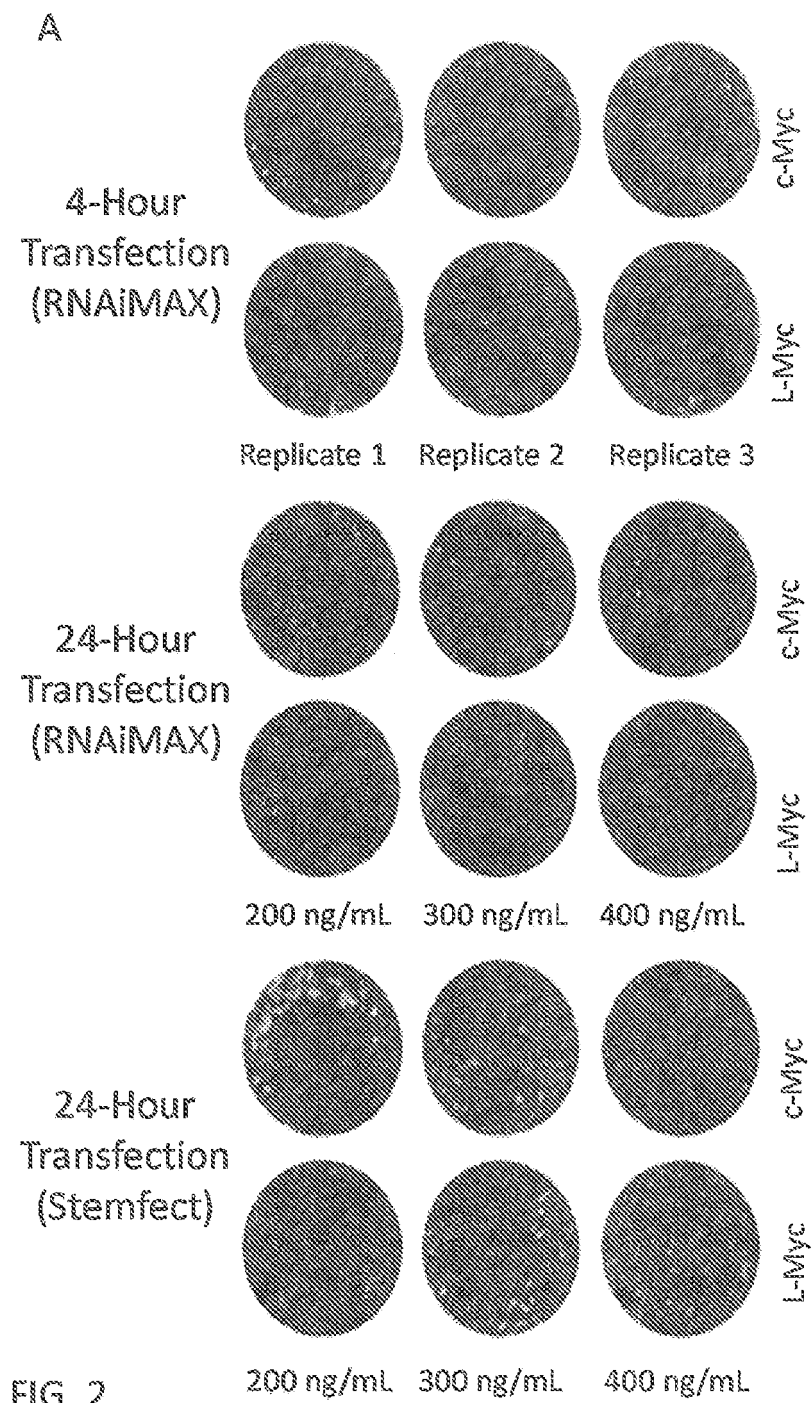 A
4-Hour
Transfection
(RNAiMAX)
c-Myc
L-Myc
Replicate 1 Replicate 2 Replicate 3
24-Hour
Transfection
(RNAiMAX)
c-Myc
L-Myc
200 ng/mL 300 ng/mL 400 ng/mL
24-Hour
Transfection
(Stemfect)
c-Myc
L-Myc
200 ng/mL 300 ng/mL 400 ng/mL
FIG. 2